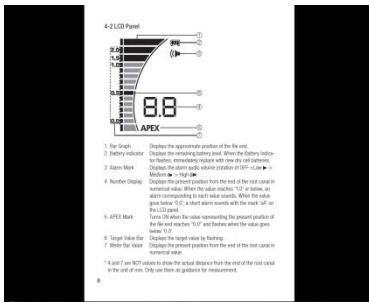 4-2 LCD Panel
1
2.0
2
1.5
3
1.0
0.5
8.8
4
0.0
APEX
1 Bar Graph Displays the approximate position of the file end.
2 Battery Indicator Displays the remaining battery level. When the Battery Indica-
tor flashes, immediately replace with new dry cell batteries.
3 Alarm Mark Displays the alarm audio volume (rotation of OFF->Low ->
Medium -> High).
4 Number Display Displays the present position from the end of the root canal in
numerical value. When the value reaches "1.0" or below, an
alarm corresponding to each value sounds. When the value
goes below '0.0', a short alarm sounds with the mark on
the LCD panel.
5 APEX Mark Turns ON when the value representing the present position of
the file end reaches "0.0" and flashes when the value goes
below '0.0'.
6 Target Value Bar Displays the target value by flashing.
7 Meter Bar Value Displays the present position from the end of the root canal in
numerical value.
* 4 and 7 are NOT values to show the actual distance from the end of the root canal
in the unit of mm. Only use them as guidance for measurement.
8